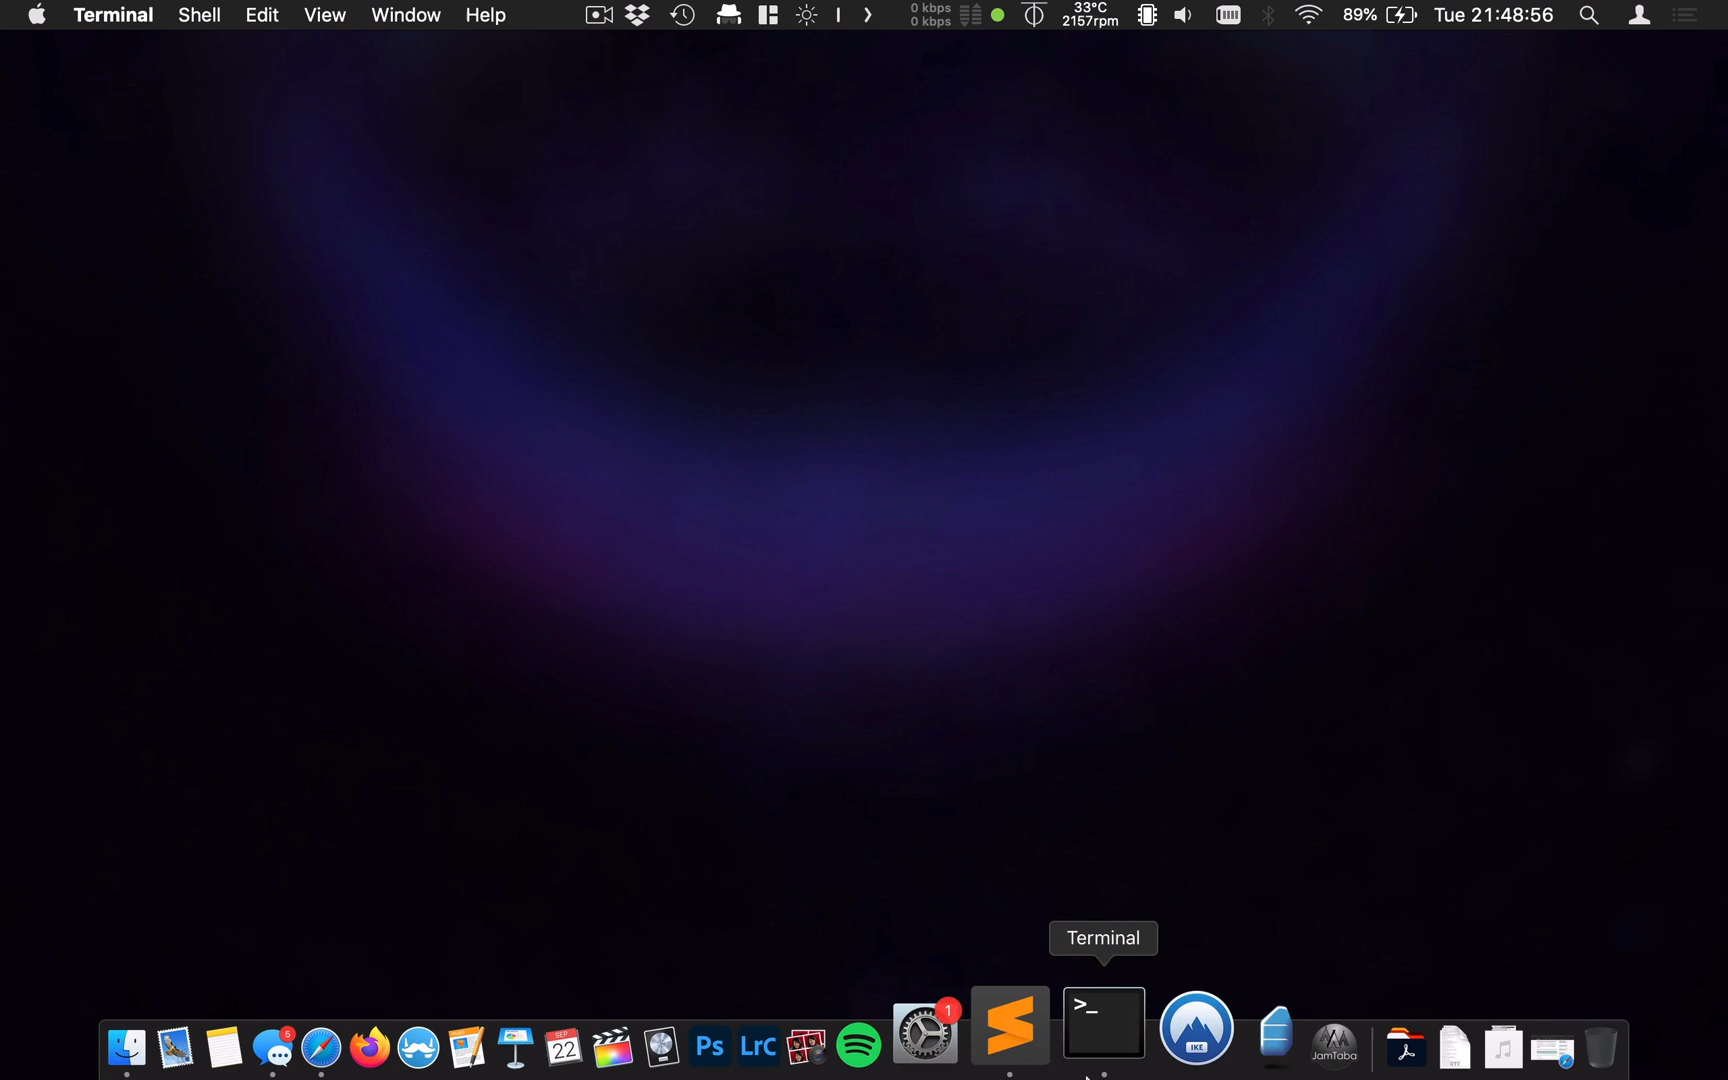 Terminal Shell Edit View Window Help 0 kbps 33°C 89% Tue 21:48:56
0 kbps 2157rpm
Terminal
5
1
SEP
22
Ps
LrC
>_
IKE
JamTaba
RTF